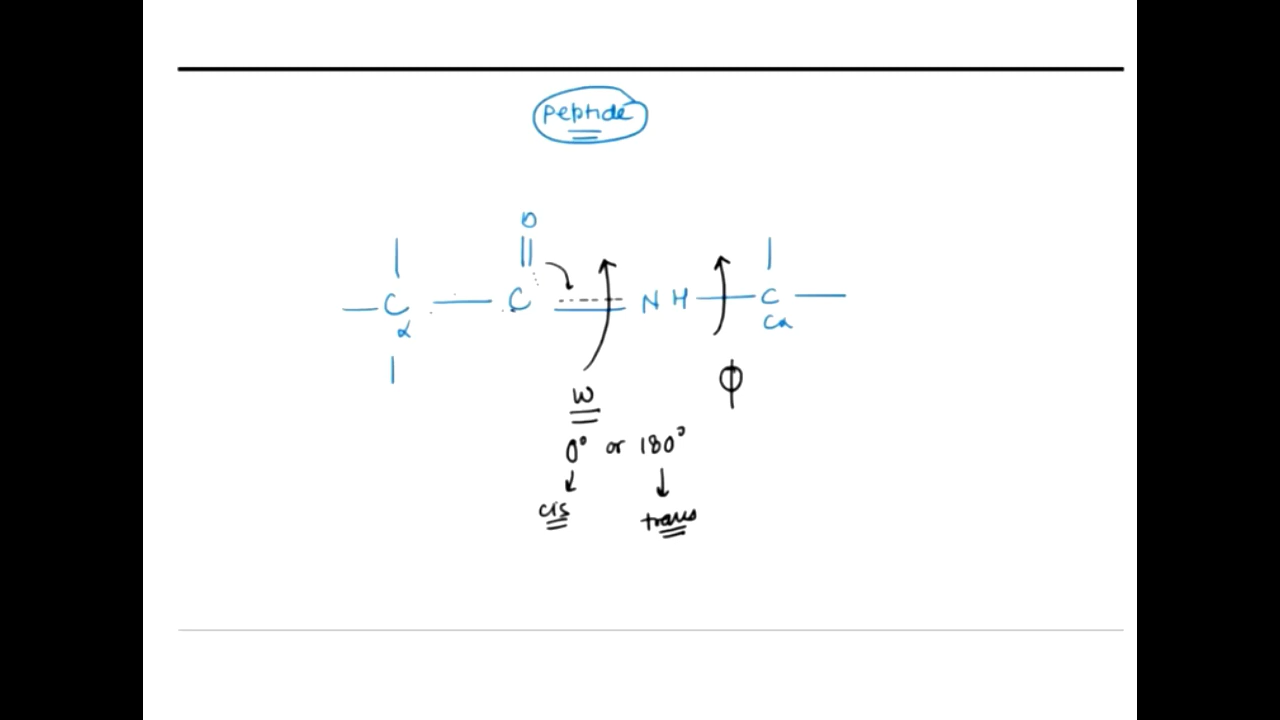 peptide
O
C C NH C
α Cα
ϕ
ω
0° or 180°
cis trans